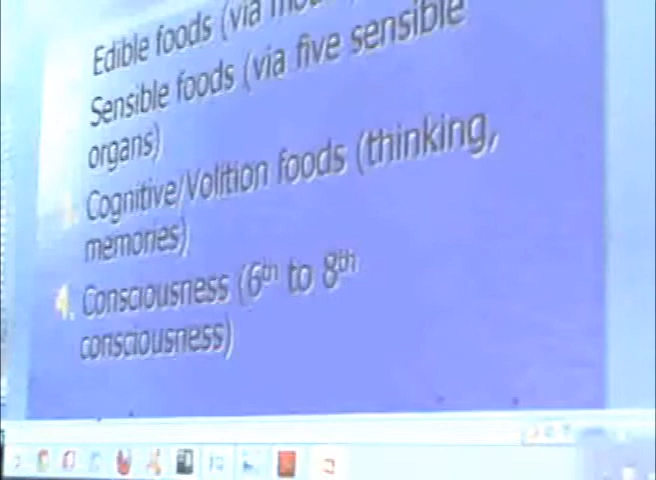 Edible foods (via
Sensible foods (via five sensible
organs)
Cognitive/Volition foods (thinking,
memories)
4. Consciousness (6th to 8th
consciousness)